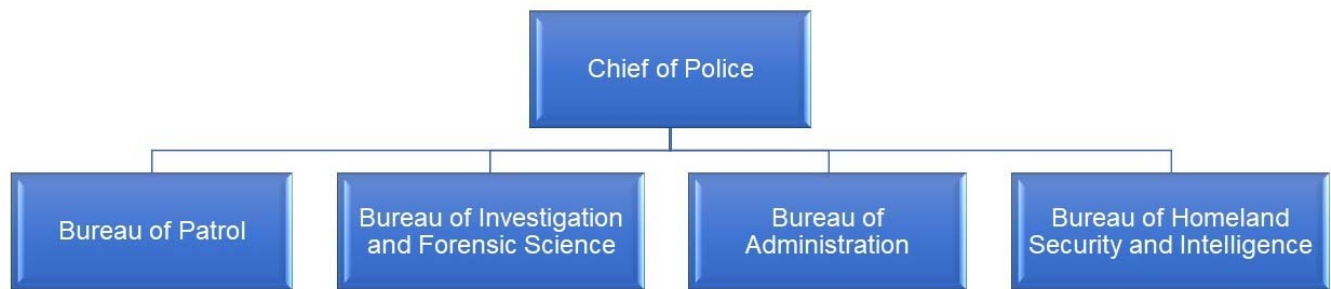 Chief of Police
Bureau of Patrol
Bureau of Investigation
and Forensic Science
Bureau of
Administration
Bureau of Homeland
Security and Intelligence